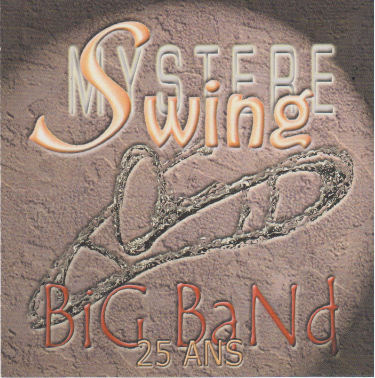 MYSTERE
Swing
BiG BaNd
25 ANS